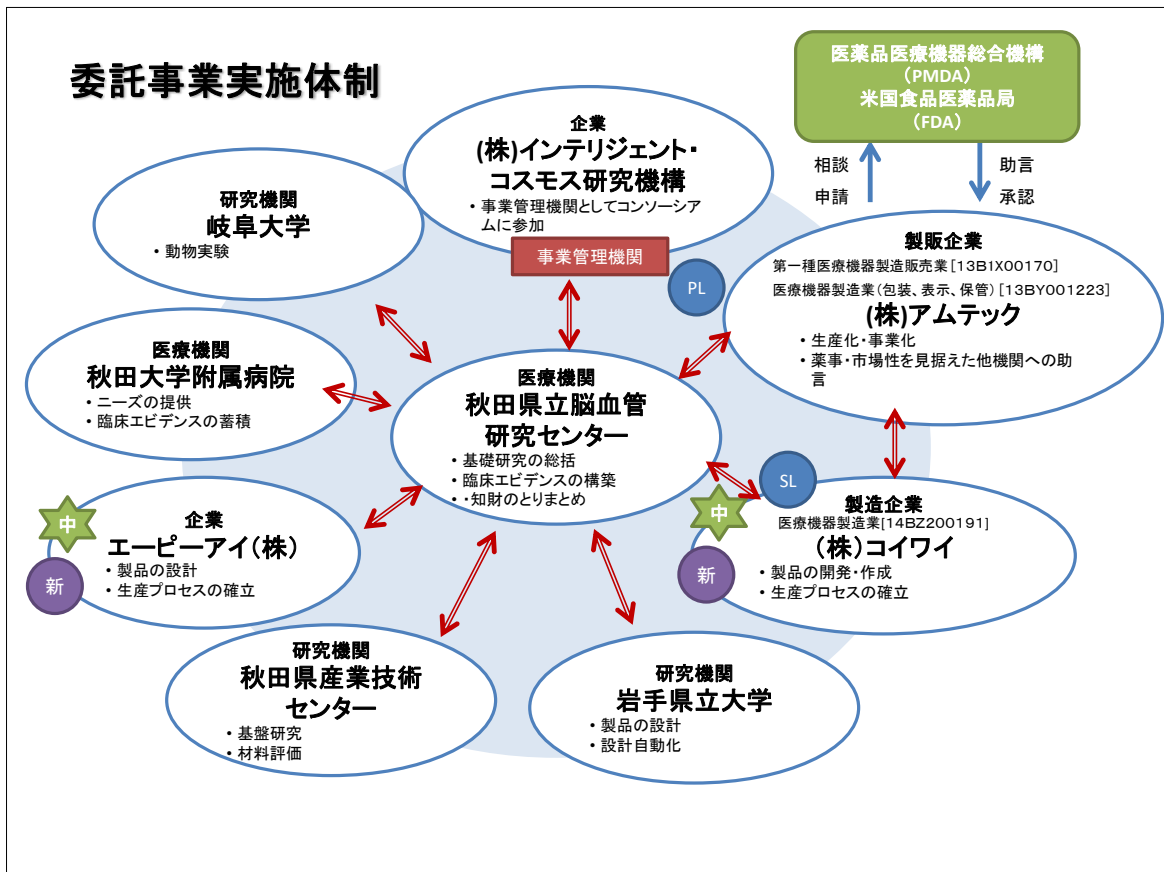 委託事業実施体制
医薬品医療機器総合機構
(PMDA)
米国食品医薬品局
(FDA)
相談
申請
助言
承認
企業
(株)インテリジェント・
コスモス研究機構
・事業管理機関としてコンソーシア
ムに参加
事業管理機関
研究機関
岐阜大学
・動物実験
PL
製販企業
第一種医療機器製造販売業[13B1X00170]
医療機器製造業(包装、表示、保管)[13BY001223]
(株)アムテック
・生産化・事業化
・薬事・市場性を見据えた他機関への助
言
医療機関
秋田大学附属病院
・ニーズの提供
・臨床エビデンスの蓄積
医療機関
秋田県立脳血管
研究センター
・基礎研究の総括
・臨床エビデンスの構築
・・知財のとりまとめ
中
新
企業
エーピーアイ(株)
・製品の設計
・生産プロセスの確立
SL
中
新
製造企業
医療機器製造業[14BZ200191]
(株)コイワイ
・製品の開発・作成
・生産プロセスの確立
研究機関
秋田県産業技術
センター
・基盤研究
・材料評価
研究機関
岩手県立大学
・製品の設計
・設計自動化